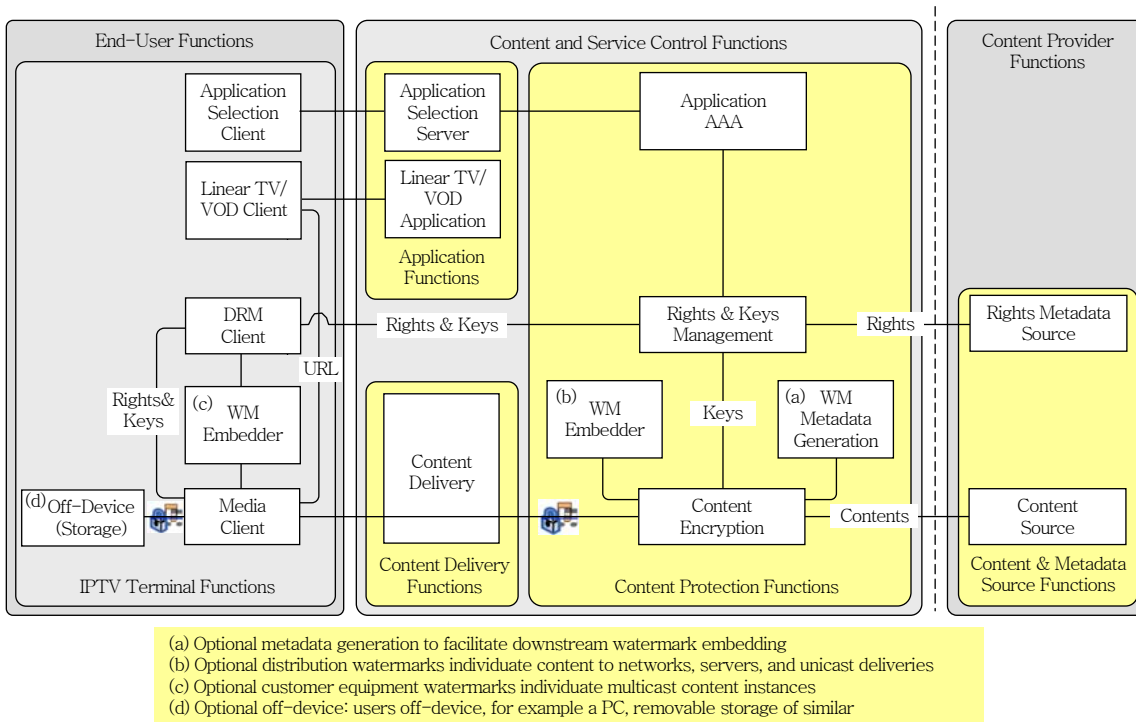 End-User Functions
Content and Service Control Functions
Content Provider
Functions
Application
Selection
Client
Application
Selection
Server
Application
AAA
Linear TV/
VOD Client
Linear TV/
VOD
Application
Application
Functions
DRM
Client
Rights & Keys
Rights & Keys
Management
Rights
Rights Metadata
Source
URL
Rights&
Keys
(c)
WM
Embedder
Content
Delivery
(b)
WM
Embedder
Keys
(a)
WM
Metadata
Generation
(d)
Off-Device
(Storage)
Media
Client
Content
Encryption
Contents
Content
Source
IPTV Terminal Functions
Content Delivery
Functions
Content Protection Functions
Content & Metadata
Source Functions
(a) Optional metadata generation to facilitate downstream watermark embedding
(b) Optional distribution watermarks individuate content to networks, servers, and unicast deliveries
(c) Optional customer equipment watermarks individuate multicast content instances
(d) Optional off-device: users off-device, for example a PC, removable storage of similar